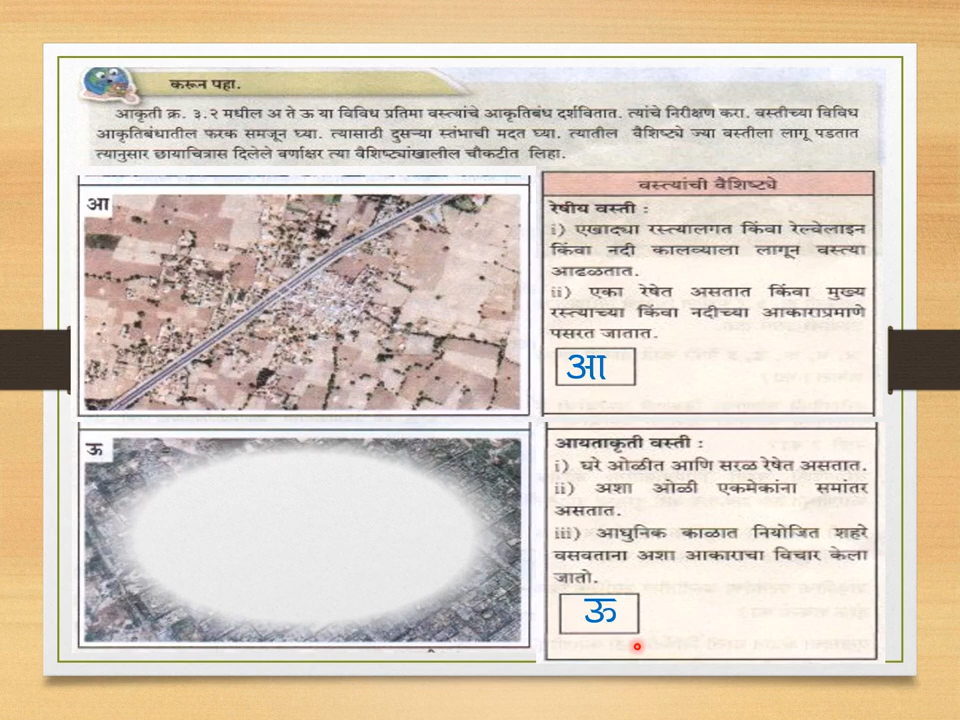 करून पहा.
आकृती क्र. ३.२ मधील अ ते ऊ या विविध प्रतिमा वस्त्यांचे आकृतिबंध दर्शवितात. त्यांचे निरीक्षण करा. वस्तीच्या विविध
आकृतिबंधातील फरक समजून घ्या. त्यासाठी दुसऱ्या स्तंभाची मदत घ्या. त्यातील वैशिष्ट्ये ज्या वस्तीला लागू पडतात
त्यानुसार छायाचित्रास दिलेले वर्णाक्षर त्या वैशिष्ट्यांखालील चौकटीत लिहा.
आ
वस्त्यांची वैशिष्ट्ये
रेषीय वस्ती :
i) एखाद्या रस्त्यालगत किंवा रेल्वेलाइन
किंवा नदी कालव्याला लागून वस्त्या
आढळतात.
ii) एका रेषेत असतात किंवा मुख्य
रस्त्याच्या किंवा नदीच्या आकाराप्रमाणे
पसरत जातात.
आ
ऊ
आयताकृती वस्ती :
i) घरे ओळीत आणि सरळ रेषेत असतात.
ii) अशा ओळी एकमेकांना समांतर
असतात.
iii) आधुनिक काळात नियोजित शहरे
वसवताना अशा आकाराचा विचार केला
जातो.
ऊ